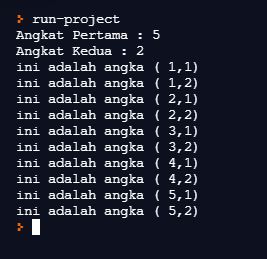 > run-project
Angkat Pertama : 5
Angkat Kedua : 2
ini adalah angka ( 1,1)
ini adalah angka ( 1,2)
ini adalah angka ( 2,1)
ini adalah angka ( 2,2)
ini adalah angka ( 3,1)
ini adalah angka ( 3,2)
ini adalah angka ( 4,1)
ini adalah angka ( 4,2)
ini adalah angka ( 5,1)
ini adalah angka ( 5,2)
>